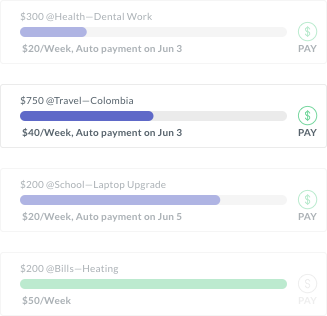 $300 @Health—Dental Work
$20/Week, Auto payment on Jun 3
$
PAY
$750 @Travel—Colombia
$40/Week, Auto payment on Jun 3
$
PAY
$200 @School—Laptop Upgrade
$20/Week, Auto payment on Jun 5
$
PAY
$200 @Bills—Heating
$50/Week
$
PAY